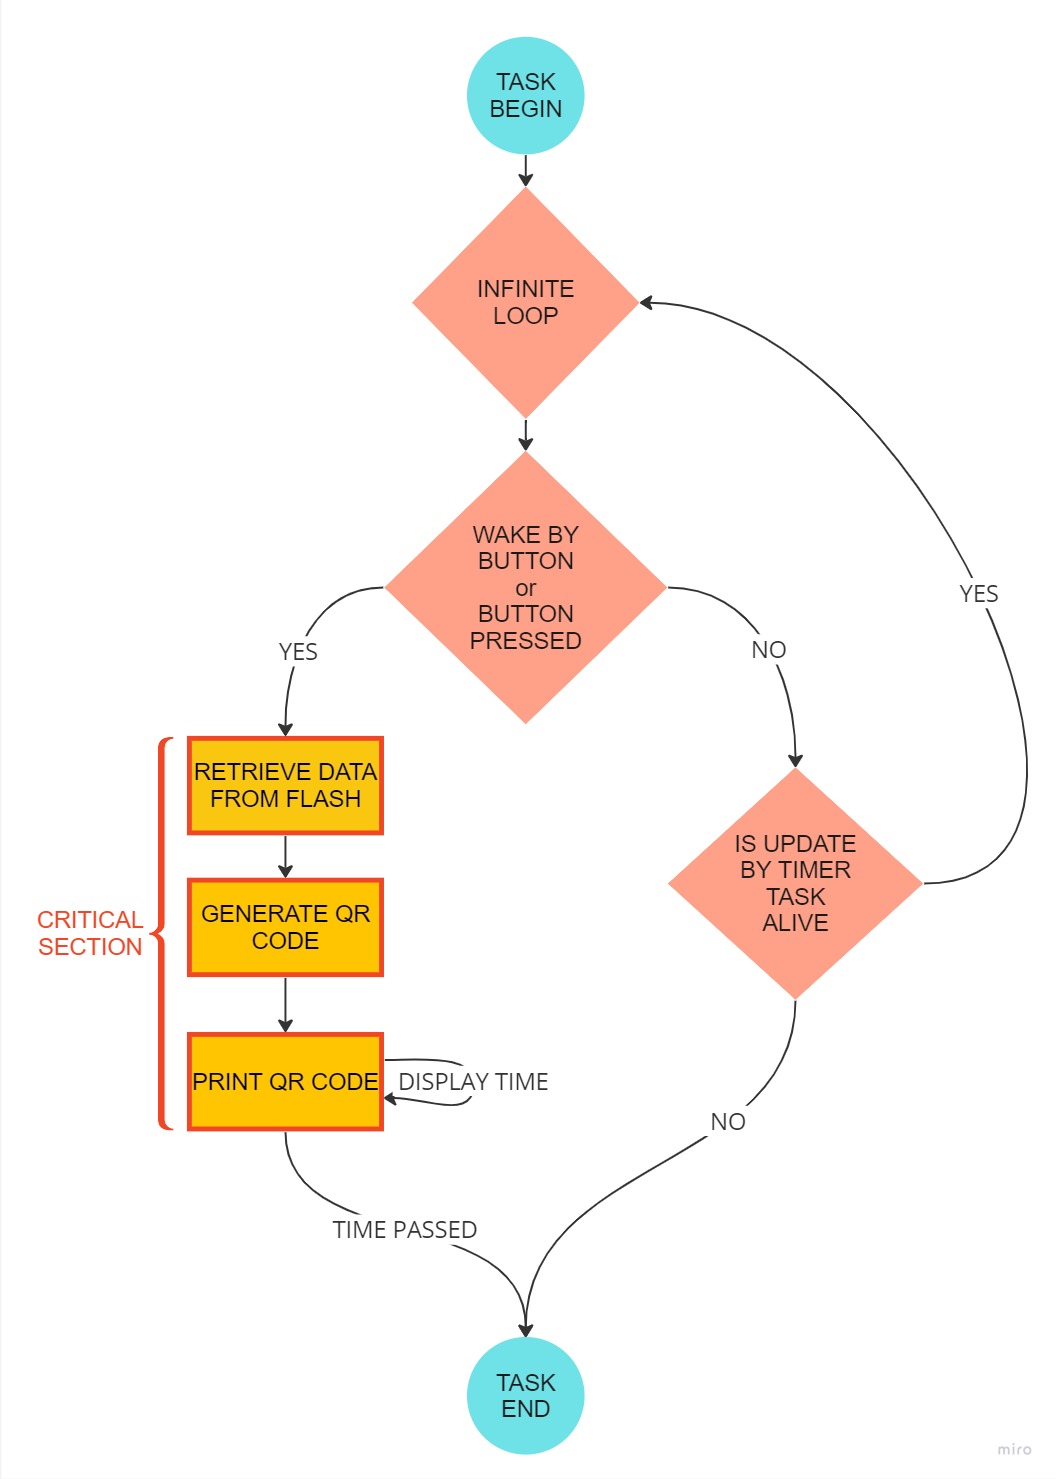 TASK
BEGIN
INFINITE
LOOP
WAKE BY
BUTTON
or
BUTTON
PRESSED
YES
NO
YES
RETRIEVE DATA
FROM FLASH
IS UPDATE
BY TIMER
TASK
ALIVE
CRITICAL
SECTION
GENERATE QR
CODE
PRINT QR CODE
DISPLAY TIME
NO
TIME PASSED
TASK
END
miro